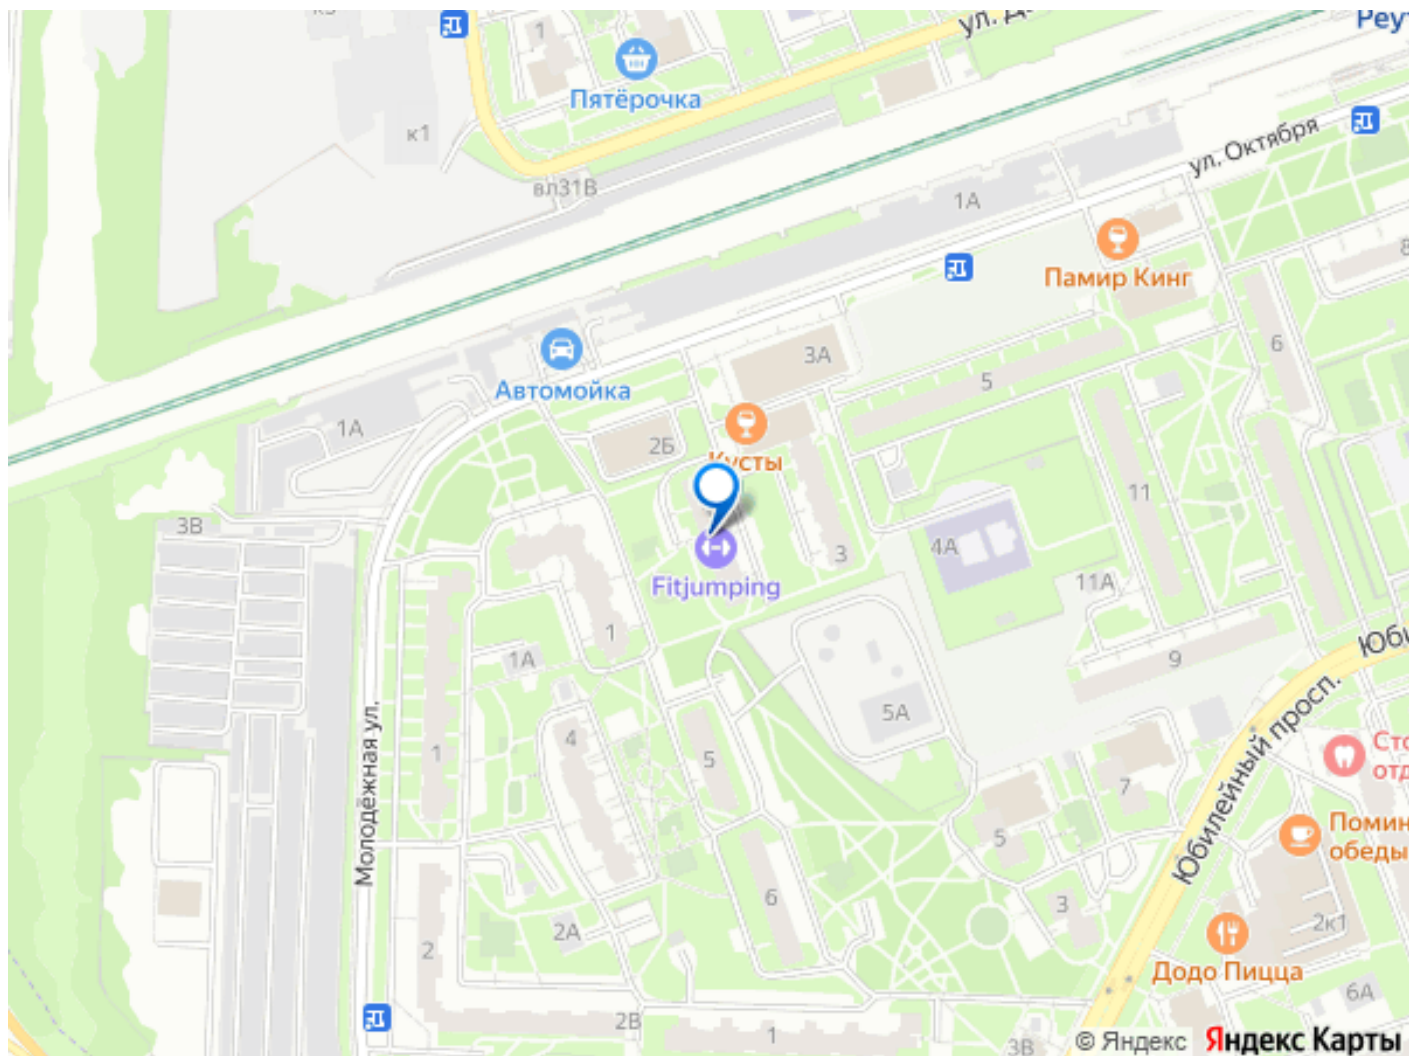 1
Пятёрочка
к1
вл31В
ул. Октября
1А
Памир Кинг
8
6
3А
5
Автомойка
1А
2Б
Кусты
11
3В
3
4А
Fitjumping
11А
1
1А
9
5А
4
5
1
Молодёжная ул.
Юбилейный просп.
7
5
Помин
обеды
6
3
2А
2
2к1
Додо Пицца
6А
2В
1
3В
© Яндекс
Яндекс Карты